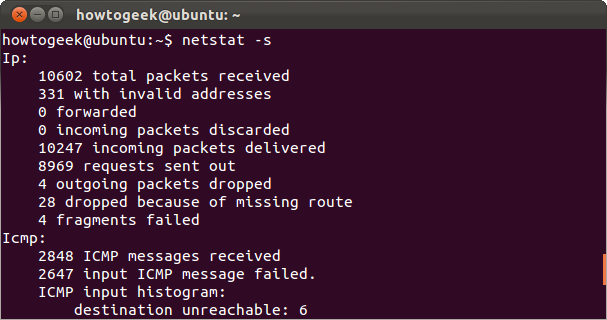 howtogeek@ubuntu: ~
howtogeek@ubuntu:~$ netstat -s
Ip:
    10602 total packets received
    331 with invalid addresses
    0 forwarded
    0 incoming packets discarded
    10247 incoming packets delivered
    8969 requests sent out
    4 outgoing packets dropped
    28 dropped because of missing route
    4 fragments failed
Icmp:
    2848 ICMP messages received
    2647 input ICMP message failed.
    ICMP input histogram:
        destination unreachable: 6